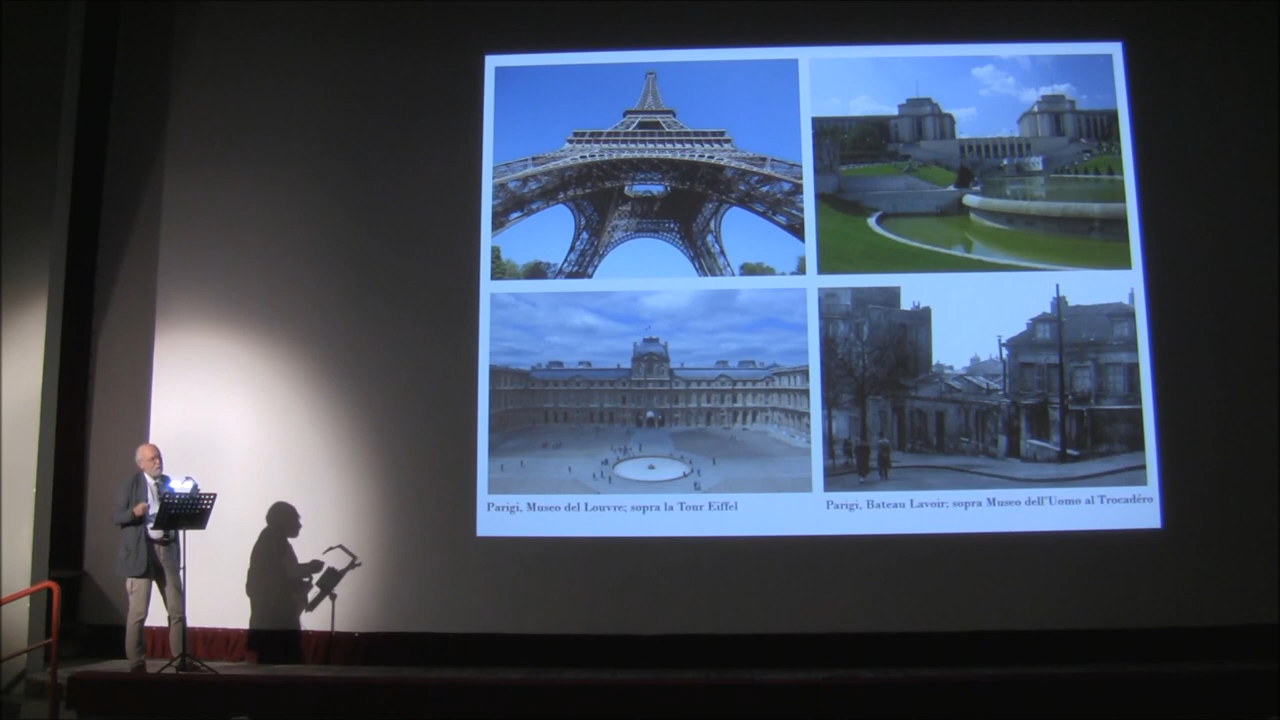 Parigi, Museo del Louvre; sopra la Tour Eiffel
Parigi, Bateau Lavoir; sopra Museo dell'Uomo al Trocadéro